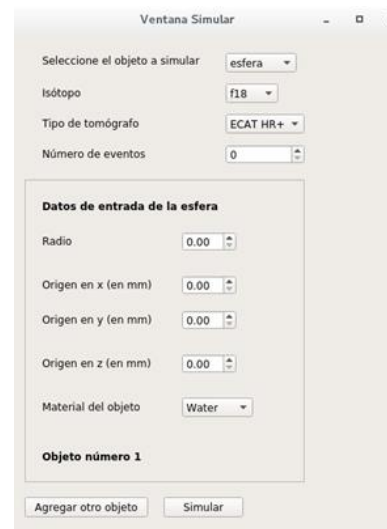 Ventana Simular
Seleccione el objeto a simular esfera
Isótopo f18
Tipo de tomógrafo ECAT HR+
Número de eventos 0
Datos de entrada de la esfera
Radio 0.00
Origen en x (en mm) 0.00
Origen en y (en mm) 0.00
Origen en z (en mm) 0.00
Material del objeto Water
Objeto número 1
Agregar otro objeto Simular